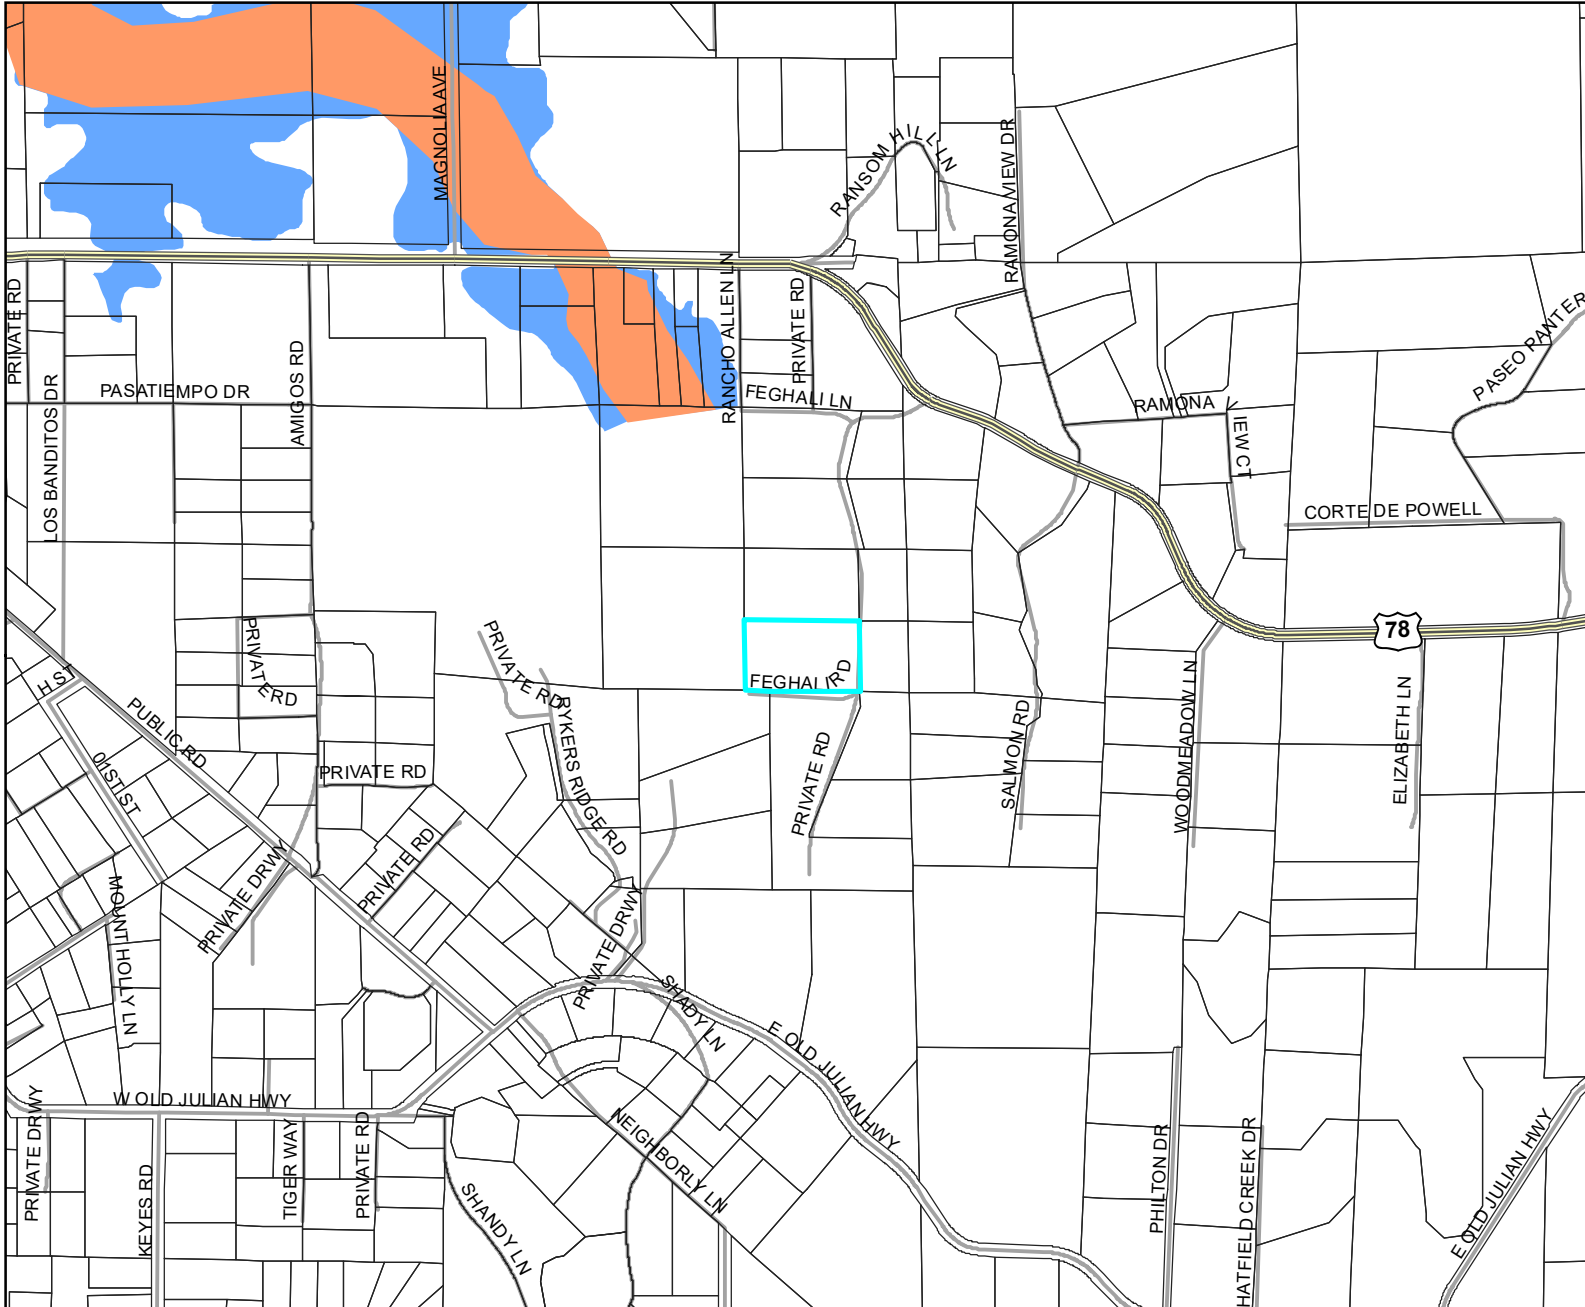 MAGNOLIA AVE
RANSOM HILL LN
RAMONA VIEW DR
PRIVATE RD
RANCHO ALLEN LN
PRIVATE RD
PASEO PANTER
LOS BANDITOS DR
PASATIEMPO DR
AMIGOS RD
FEGHALI LN
RAMONA VIEW CT
CORTE DE POWELL
78
PRIVATE RD
H ST
PUBLIC RD
01ST ST
PRIVATE RD
RYKERS RIDGE RD
FEGHALI RD
PRIVATE RD
SALMON RD
WOODMEADOW LN
ELIZABETH LN
PRIVATE RD
PRIVATE RD
PRIVATE DRWY
MOUNT HOLLY LN
PRIVATE DRWY
SHADY LN
E OLD JULIAN HWY
W OLD JULIAN HWY
PRIVATE DRWY
KEYES RD
TIGER WAY
PRIVATE RD
SHANDY LN
NEIGHBORLY LN
PHILTON DR
HATFIELD CREEK DR
E OLD JULIAN HWY